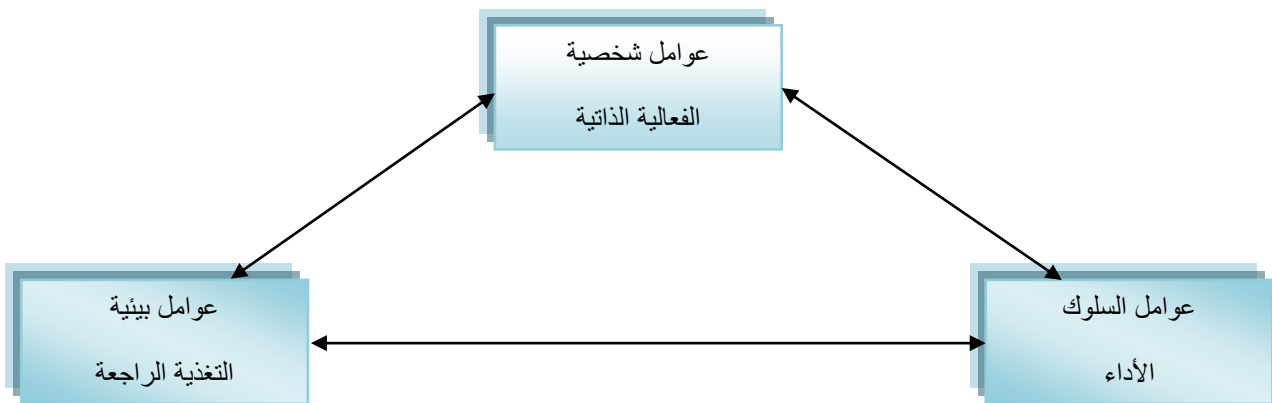 عوامل شخصية
الفعالية الذاتية
عوامل السلوك
الأداء
عوامل بيئية
التغذية الراجعة